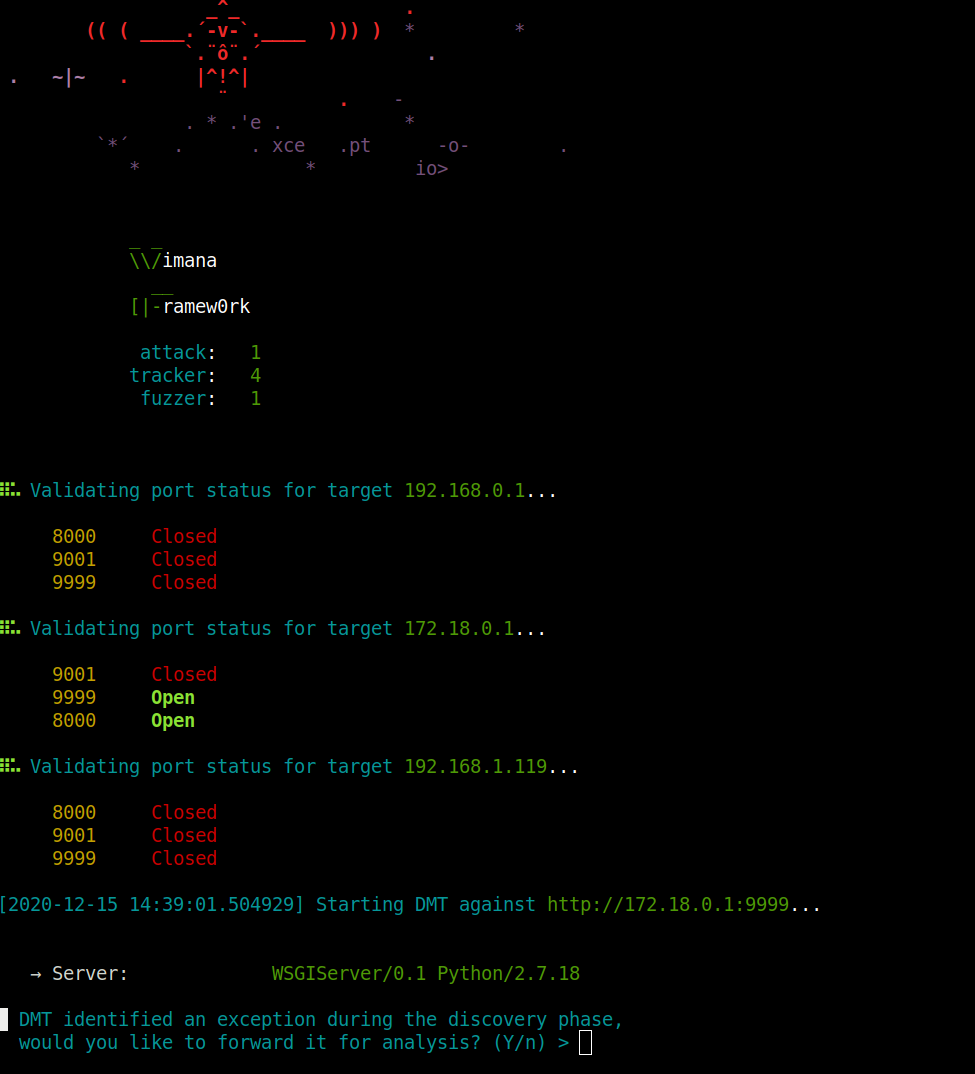 _^_ .
(( ( ____.´-v-`.____ ))) ) * *
`.¨ô¨.´ .
. ~|~ . |^!^|
¨ . -
. * .'e . *
`*´ . . xce .pt -o- .
* * io>
_ _
\\/imana
__
[|-ramew0rk
attack: 1
tracker: 4
fuzzer: 1
Validating port status for target 192.168.0.1...
8000 Closed
9001 Closed
9999 Closed
Validating port status for target 172.18.0.1...
9001 Closed
9999 Open
8000 Open
Validating port status for target 192.168.1.119...
8000 Closed
9001 Closed
9999 Closed
[2020-12-15 14:39:01.504929] Starting DMT against http://172.18.0.1:9999...
→ Server: WSGIServer/0.1 Python/2.7.18
DMT identified an exception during the discovery phase,
would you like to forward it for analysis? (Y/n) >